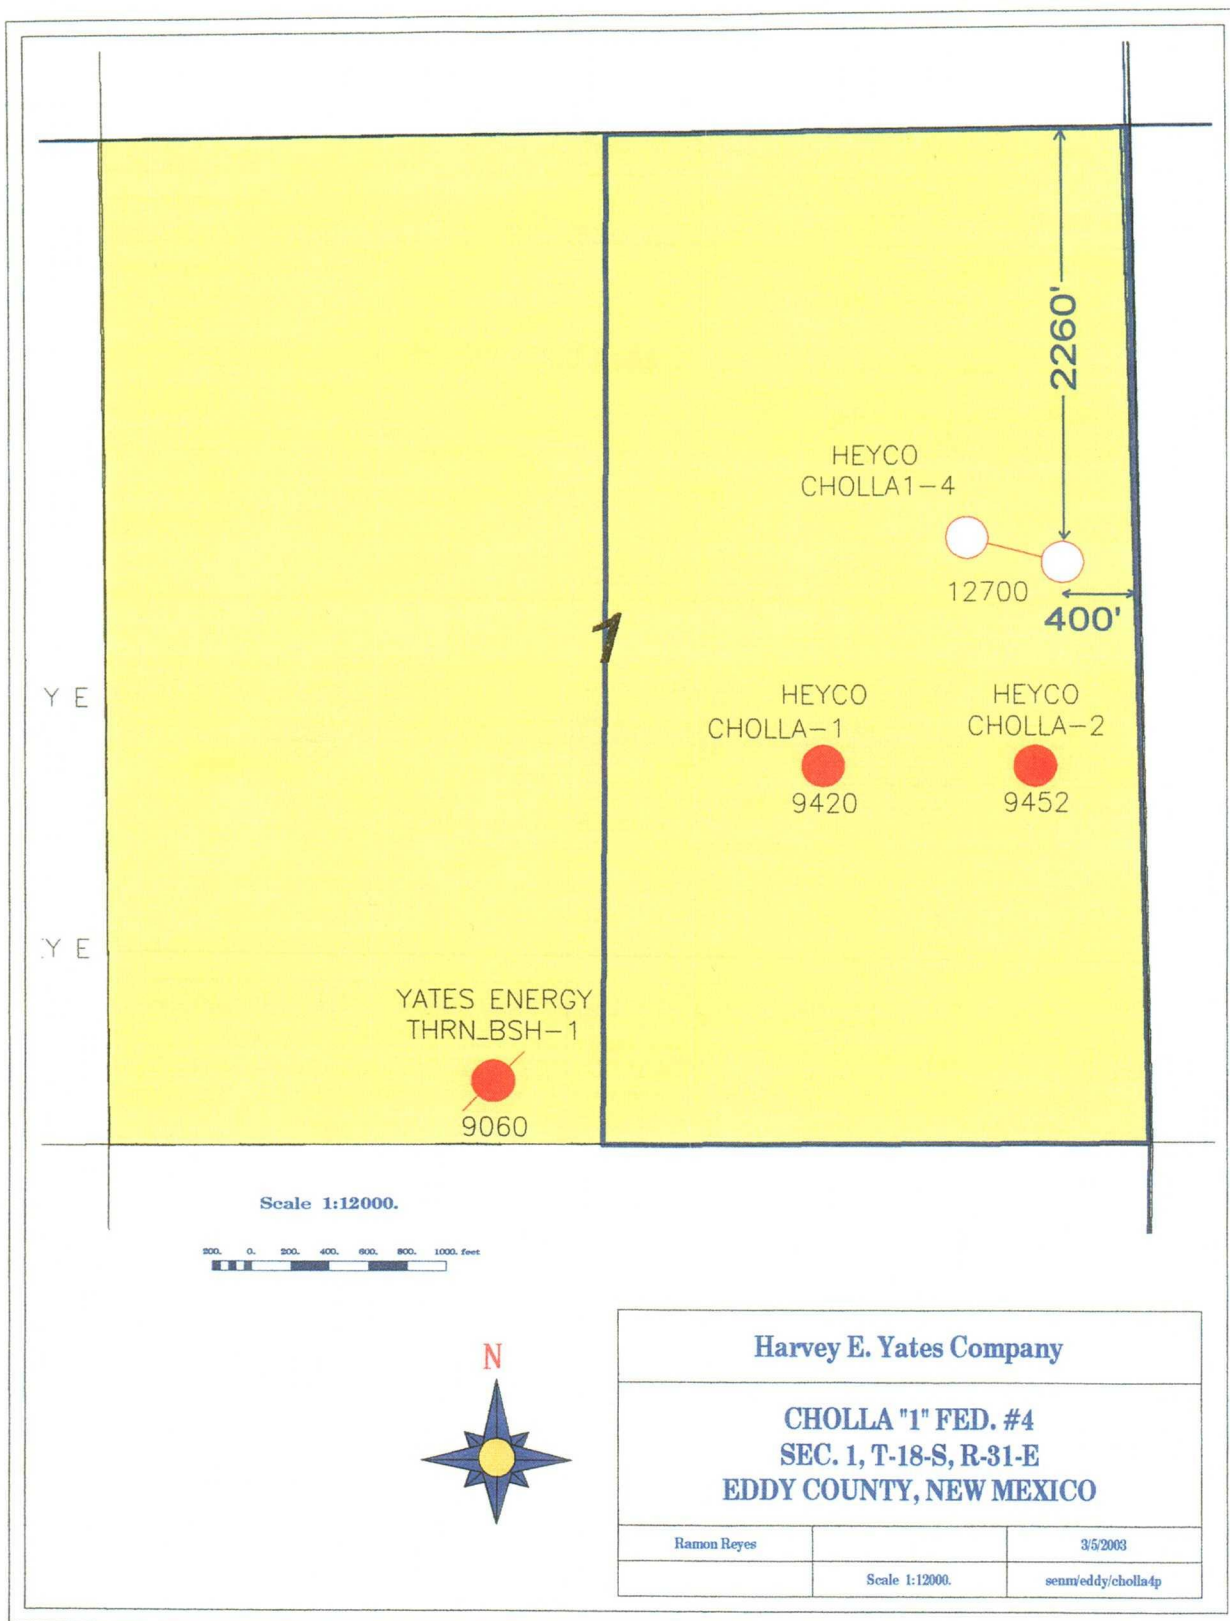 2260'
HEYCO
CHOLLA1-4
12700
400'
1
Y E
HEYCO
CHOLLA-1
9420
HEYCO
CHOLLA-2
9452
Y E
YATES ENERGY
THRN_BSH-1
9060
Scale 1:12000.
200. 0. 200. 400. 600. 800. 1000. feet
N
Harvey E. Yates Company
CHOLLA "1" FED. #4
SEC. 1, T-18-S, R-31-E
EDDY COUNTY, NEW MEXICO
Ramon Reyes
3/5/2003
Scale 1:12000.
senm/eddy/cholla4p